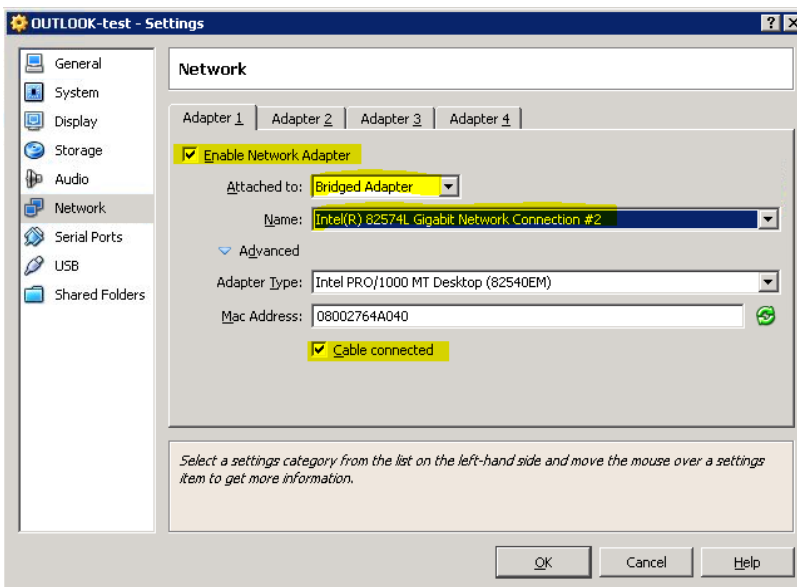 OUTLOOK-test - Settings
General
System
Display
Storage
Audio
Network
Serial Ports
USB
Shared Folders
Network
Adapter 1 Adapter 2 Adapter 3 Adapter 4
Enable Network Adapter
Attached to: Bridged Adapter
Name: Intel(R) 82574L Gigabit Network Connection #2
Advanced
Adapter Type: Intel PRO/1000 MT Desktop (82540EM)
Mac Address: 08002764A040
Cable connected
Select a settings category from the list on the left-hand side and move the mouse over a settings
item to get more information.
OK Cancel Help